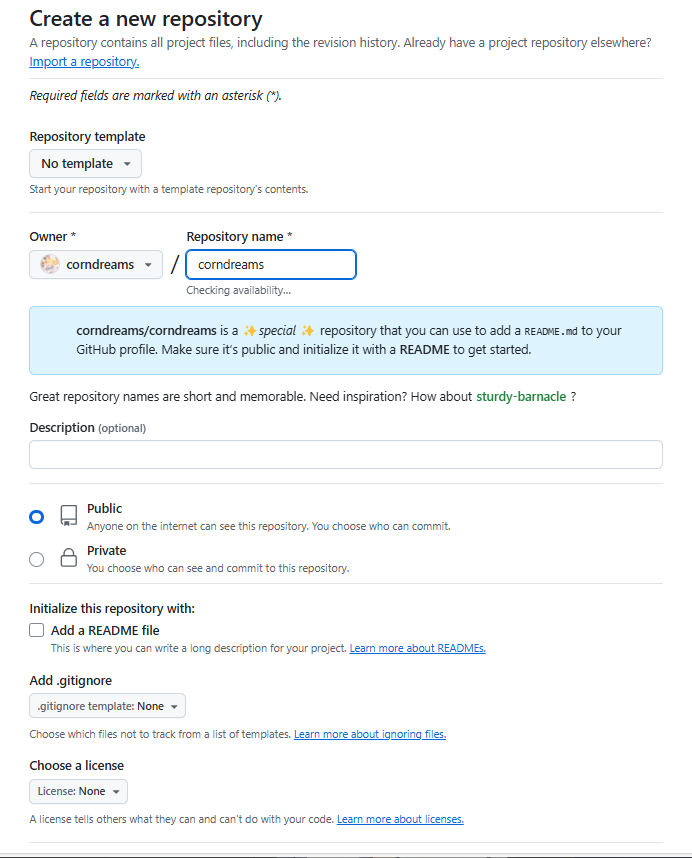 Create a new repository
A repository contains all project files, including the revision history. Already have a project repository elsewhere?
Import a repository.
Required fields are marked with an asterisk (*).
Repository template
No template
Start your repository with a template repository's contents.
Owner *
Repository name *
corndreams
/
corndreams
Checking availability...
corndreams/corndreams is a ✨ special ✨ repository that you can use to add a README.md to your
GitHub profile. Make sure it's public and initialize it with a README to get started.
Great repository names are short and memorable. Need inspiration? How about sturdy-barnacle ?
Description (optional)
Public
Anyone on the internet can see this repository. You choose who can commit.
Private
You choose who can see and commit to this repository.
Initialize this repository with:
Add a README file
This is where you can write a long description for your project. Learn more about READMEs.
Add .gitignore
.gitignore template: None
Choose which files not to track from a list of templates. Learn more about ignoring files.
Choose a license
License: None
A license tells others what they can and can't do with your code. Learn more about licenses.